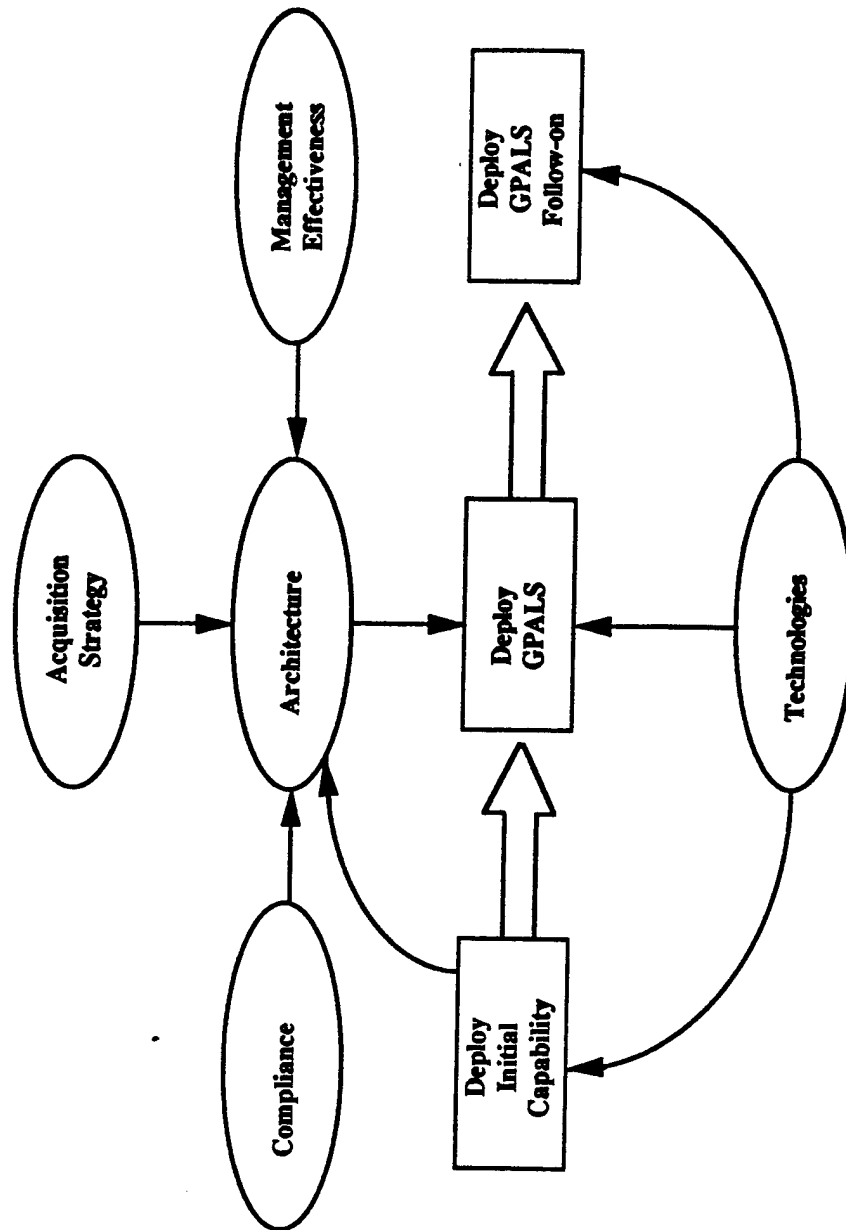 Acquisition
Strategy
Compliance
Architecture
Management
Effectiveness
Deploy
Initial
Capability
Deploy
GPALS
Deploy
GPALS
Follow-on
Technologies